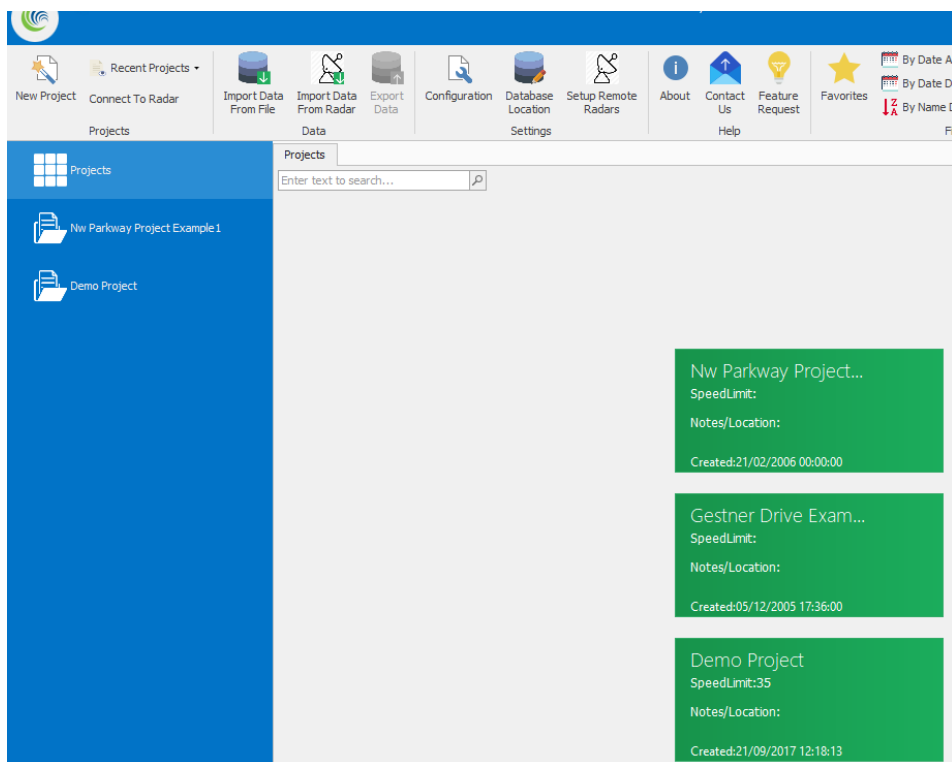 New Project
Recent Projects
Connect To Radar
Projects
Import Data
From File
Import Data
From Radar
Export
Data
Data
Configuration
Database
Location
Setup Remote
Radars
Settings
About
Contact
Us
Feature
Request
Help
Favorites
By Date A
By Date D
By Name D
Fi
Projects
Nw Parkway Project Example1
Demo Project
Projects
Enter text to search...
Nw Parkway Project...
SpeedLimit:
Notes/Location:
Created:21/02/2006 00:00:00
Gestner Drive Exam...
SpeedLimit:
Notes/Location:
Created:05/12/2005 17:36:00
Demo Project
SpeedLimit:35
Notes/Location:
Created:21/09/2017 12:18:13